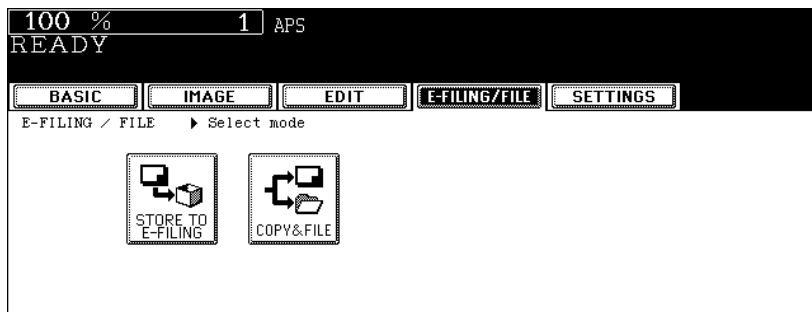 100 % 1 APS
READY
BASIC IMAGE EDIT E-FILING/FILE SETTINGS
E-FILING / FILE ▶ Select mode
STORE TO
E-FILING
COPY&FILE